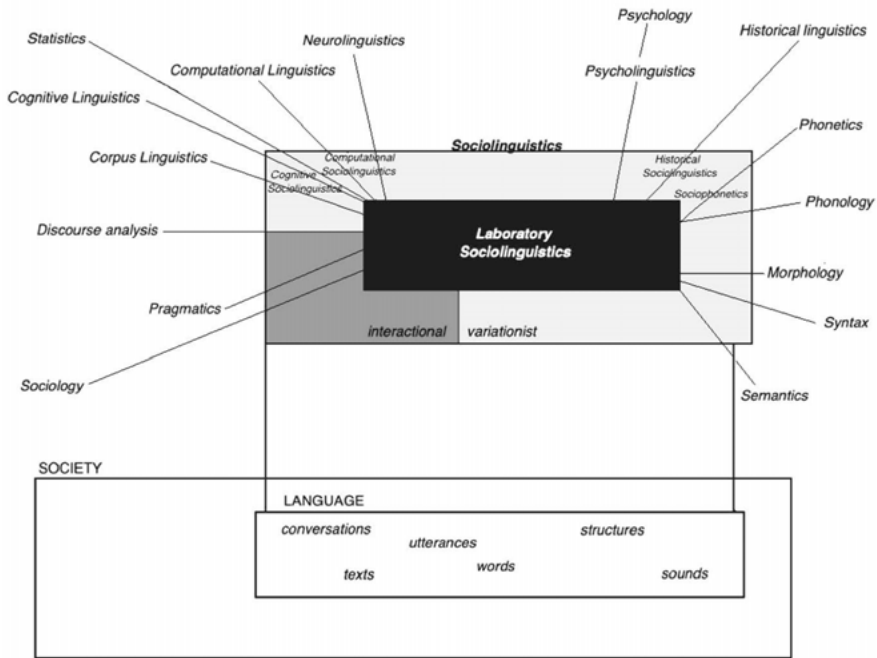 Psychology
Statistics
Neurolinguistics
Historical linguistics
Computational Linguistics
Psycholinguistics
Cognitive Linguistics
Phonetics
Sociolinguistics
Corpus Linguistics
Computational
Sociolinguistics
Historical
Sociolinguistics
Cognitive
Sociolinguistics
Sociophonetics
Phonology
Discourse analysis
Laboratory
Sociolinguistics
Morphology
Pragmatics
Syntax
interactional
variationist
Sociology
Semantics
SOCIETY
LANGUAGE
conversations
structures
utterances
words
texts
sounds